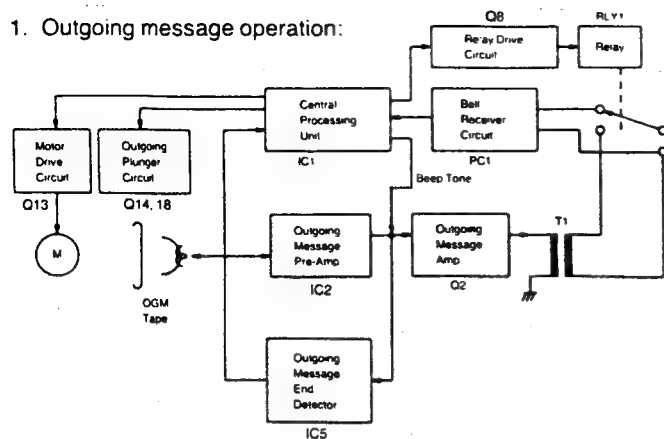 1. Outgoing message operation:
Q8
RLY1
Relay Drive
Circuit
Relay
Central
Processing
Unit
IC1
Bell
Receiver
Circuit
PC1
Motor
Drive
Circuit
Q13
Outgoing
Plunger
Circuit
Q14, 18
Beep Tone
M
OGM
Tape
Outgoing
Message
Pre-Amp
IC2
Outgoing
Message
Amp
Q2
T1
Outgoing
Message
End
Detector
IC5